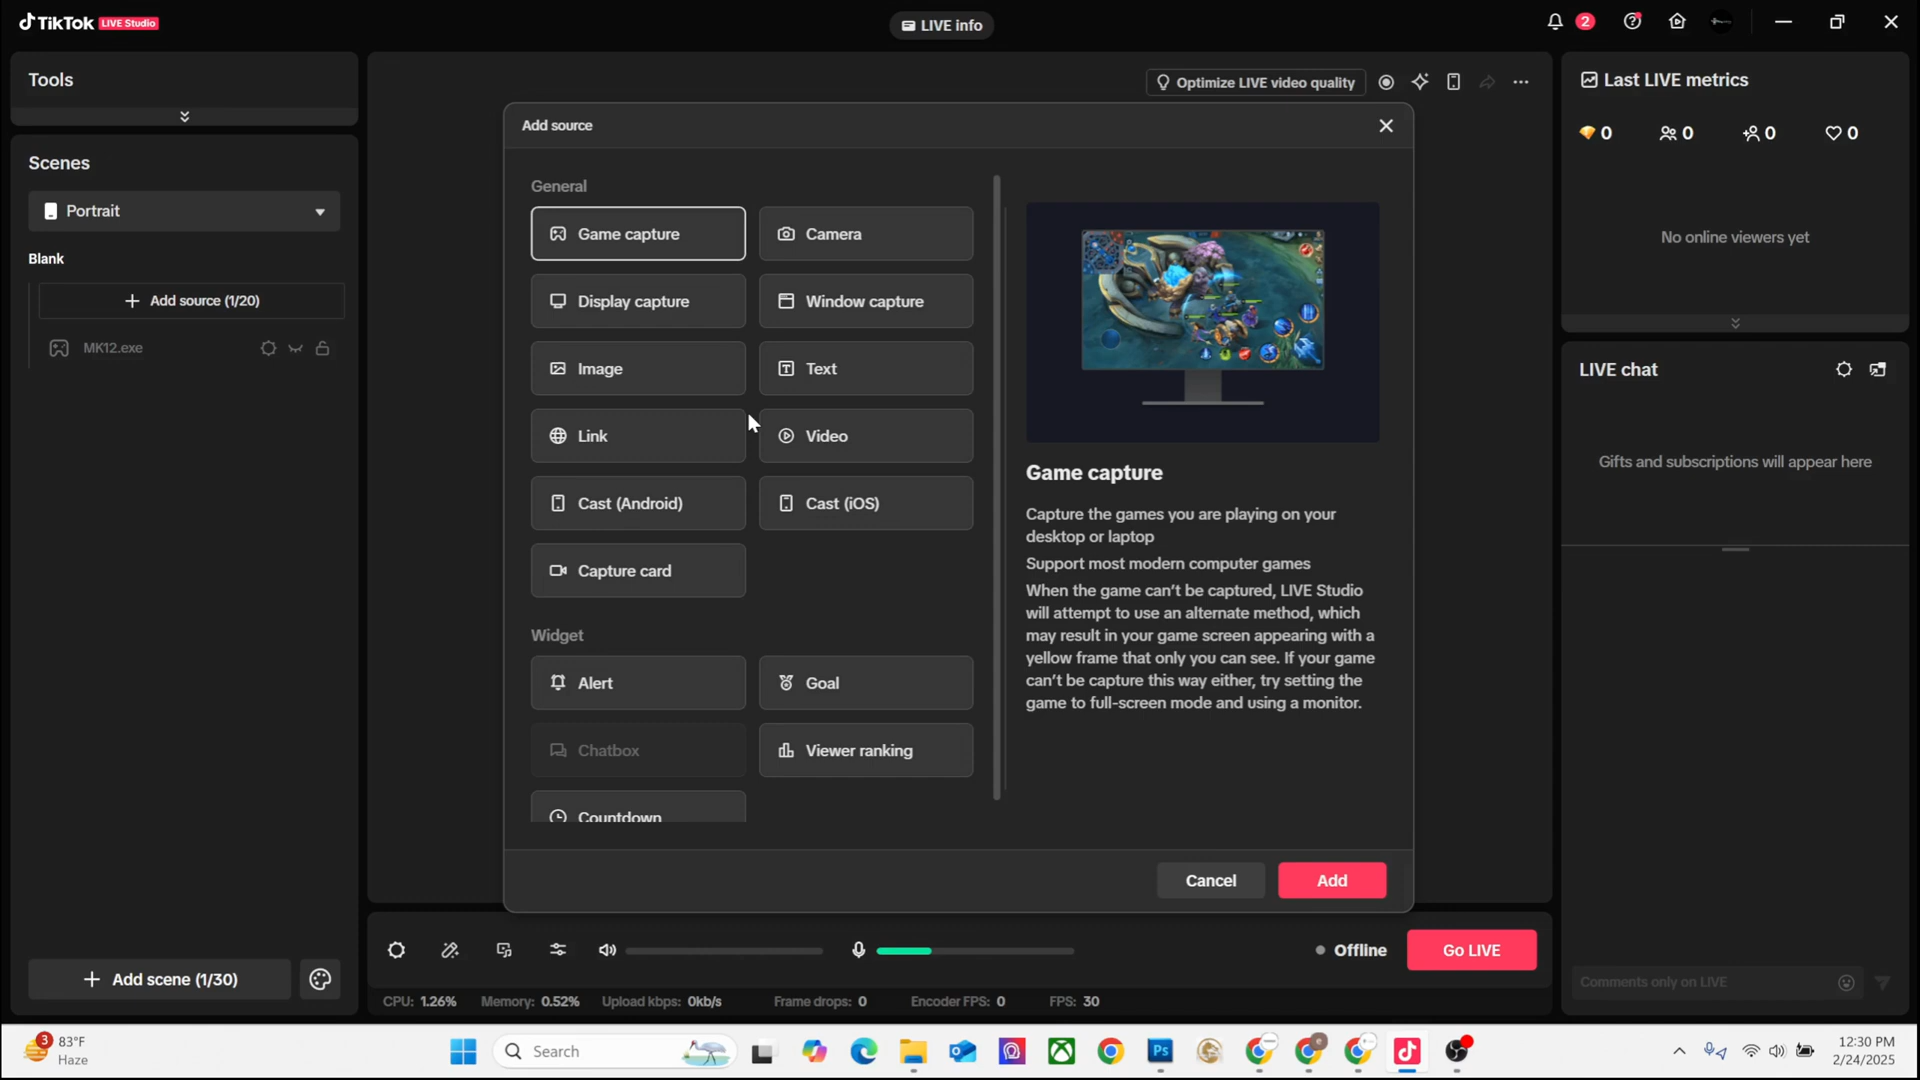 TikTok LIVE Studio
LIVE info
2
Tools
Optimize LIVE video quality
Last LIVE metrics
0
0
0
0
No online viewers yet
Scenes
Portrait
Blank
Add source (1/20)
MK12.exe
Add source
General
Game capture
Camera
Display capture
Window capture
Image
Text
Link
Video
Cast (Android)
Cast (iOS)
Capture card
Widget
Alert
Goal
Chatbox
Viewer ranking
Countdown
Game capture
Capture the games you are playing on your
desktop or laptop
Support most modern computer games
When the game can't be captured, LIVE Studio
will attempt to use an alternate method, which
may result in your game screen appearing with a
yellow frame that only you can see. If your game
can't be capture this way either, try setting the
game to full-screen mode and using a monitor.
Cancel
Add
LIVE chat
Gifts and subscriptions will appear here
Comments only on LIVE
Add scene (1/30)
Offline
Go LIVE
CPU: 1.26%
Memory: 0.52%
Upload kbps: 0kb/s
Frame drops: 0
Encoder FPS: 0
FPS: 30
3
83°F
Haze
Search
Ps
12:30 PM
2/24/2025